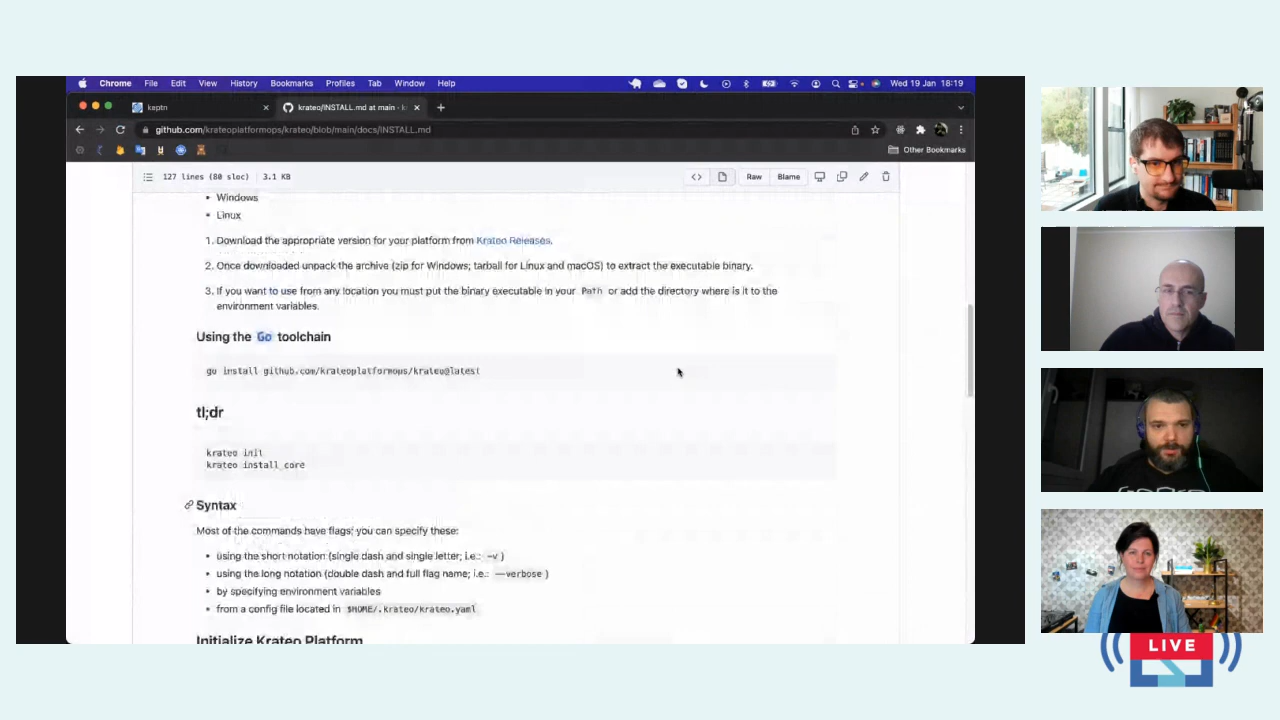 Chrome File Edit View History Bookmarks Profiles Tab Window Help Wed 19 Jan 18:19
keptn krateo/INSTALL.md at main · k
github.com/krateoplatformops/krateo/blob/main/docs/INSTALL.md
Other Bookmarks
127 lines (80 sloc) 3.1 KB Raw Blame
• Windows
• Linux
1. Download the appropriate version for your platform from Krateo Releases.
2. Once downloaded unpack the archive (zip for Windows; tarball for Linux and macOS) to extract the executable binary.
3. If you want to use from any location you must put the binary executable in your Path or add the directory where is it to the
environment variables.
Using the Go toolchain
go install github.com/krateoplatformops/krateo@latest
tl;dr
krateo init
krateo install core
Syntax
Most of the commands have flags; you can specify these:
• using the short notation (single dash and single letter; i.e.: -v )
• using the long notation (double dash and full flag name; i.e.: --verbose )
• by specifying environment variables
• from a config file located in $HOME/.krateo/krateo.yaml
Initialize Krateo Platform
LIVE